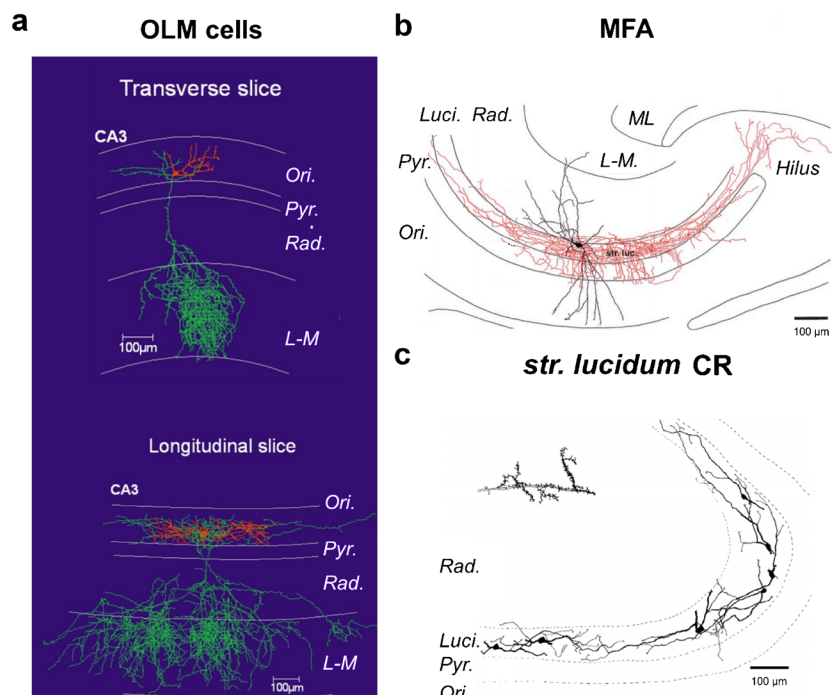 a
OLM cells
Transverse slice
CA3
Ori.
Pyr.
Rad.
100µm
L-M
Longitudinal slice
CA3
Ori.
Pyr.
Rad.
L-M
100µm
b
MFA
Luci. Rad.
ML
L-M.
Pyr.
Hilus
Ori.
str. luc.
100 µm
c
str. lucidum CR
Rad.
Luci.
Pyr.
Ori.
100 µm